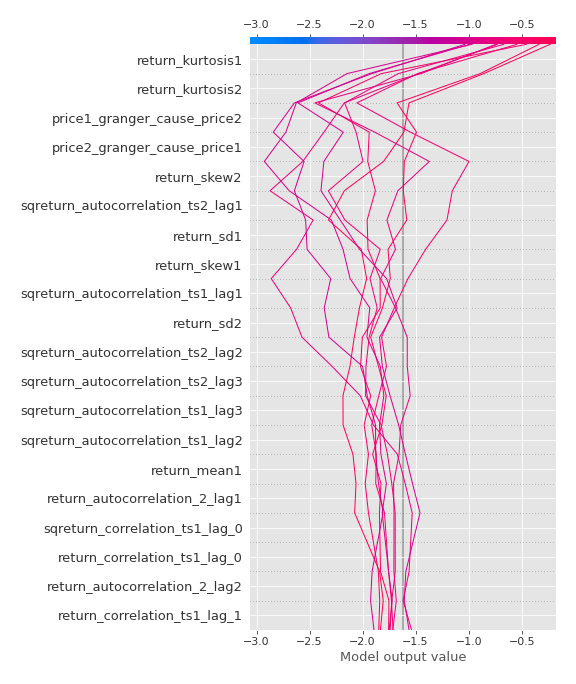 −3.0 −2.5 −2.0 −1.5 −1.0 −0.5
return_kurtosis1
return_kurtosis2
price1_granger_cause_price2
price2_granger_cause_price1
return_skew2
sqreturn_autocorrelation_ts2_lag1
return_sd1
return_skew1
sqreturn_autocorrelation_ts1_lag1
return_sd2
sqreturn_autocorrelation_ts2_lag2
sqreturn_autocorrelation_ts2_lag3
sqreturn_autocorrelation_ts1_lag3
sqreturn_autocorrelation_ts1_lag2
return_mean1
return_autocorrelation_2_lag1
sqreturn_correlation_ts1_lag_0
return_correlation_ts1_lag_0
return_autocorrelation_2_lag2
return_correlation_ts1_lag_1
−3.0 −2.5 −2.0 −1.5 −1.0 −0.5
Model output value